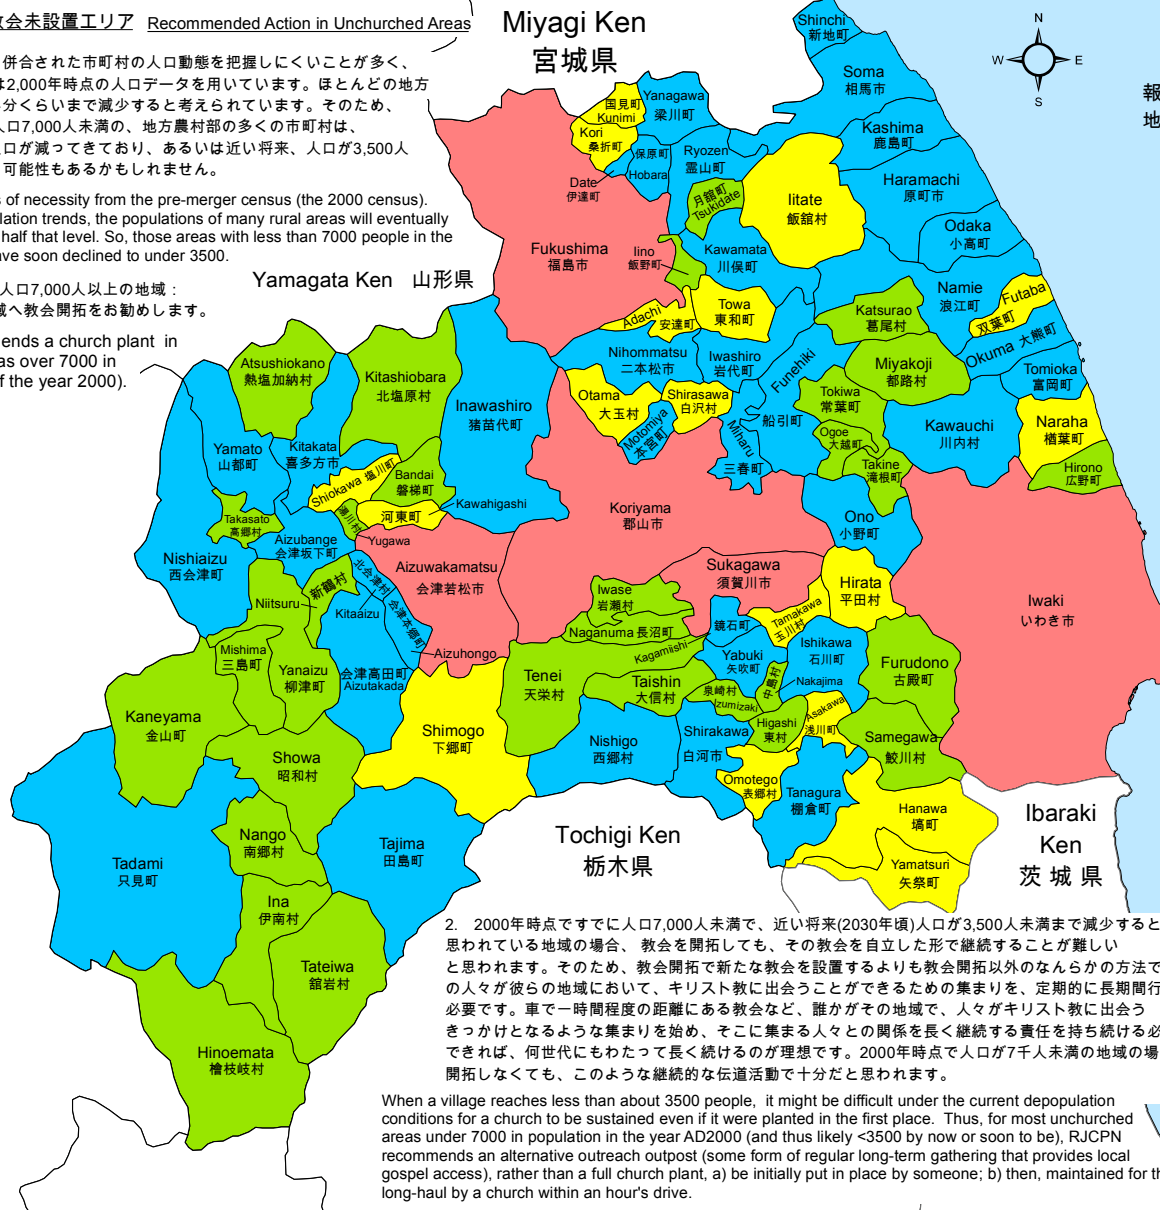 教会未設置エリア Recommended Action in Unchurched Areas
併合された市町村の人口動態を把握しにくいことが多く、
は2,000年時点の人口データを用いています。ほとんどの地方
分くらいまで減少すると考えられています。そのため、
人口7,000人未満の、地方農村部の多くの市町村は、
口が減ってきており、あるいは近い将来、人口が3,500人
可能性もあるかもしれません。
s of necessity from the pre-merger census (the 2000 census).
ulation trends, the populations of many rural areas will eventually
half that level. So, those areas with less than 7000 people in the
ave soon declined to under 3500.
人口7,000人以上の地域：
域へ教会開拓をお勧めします。
ends a church plant in
as over 7000 in
f the year 2000).
Miyagi Ken
宮城県
Yamagata Ken 山形県
N
W
E
S
報
地
Shinchi
新地町
Soma
相馬市
Kashima
鹿島町
Haramachi
原町市
Odaka
小高町
国見町
Kunimi
Yanagawa
梁川町
Kori
桑折町
保原町
Hobara
Ryozen
霊山町
Date
伊達町
月舘町
Tsukidate
Iitate
飯舘村
Fukushima
福島市
Iino
飯野町
Kawamata
川俣町
Namie
浪江町
Futaba
双葉町
Adachi
安達町
Towa
東和町
Katsurao
葛尾村
Okuma 大熊町
Nihommatsu
二本松市
Iwashiro
岩代町
Funehiki
船引町
Miyakoji
都路村
Tomioka
富岡町
Atsushiokano
熱塩加納村
Kitashiobara
北塩原村
Inawashiro
猪苗代町
Otama
大玉村
Motomiya
本宮町
Shirasawa
白沢村
Miharu
三春町
Tokiwa
常葉町
Ogoe
大越町
Takine
滝根町
Kawauchi
川内村
Naraha
楢葉町
Hirono
広野町
Yamato
山都町
Kitakata
喜多方市
Shiokawa 塩川町
Bandai
磐梯町
Kawahigashi
河東町
湯川村
Yugawa
Takasato
高郷村
Aizubange
会津坂下町
Koriyama
郡山市
Ono
小野町
Nishiaizu
西会津町
Aizuwakamatsu
会津若松市
Sukagawa
須賀川市
Hirata
平田村
Iwaki
いわき市
新鶴村
Niitsuru
北会津村
Kitaaizu
会津本郷町
Aizuhongo
Iwase
岩瀬村
Naganuma 長沼町
Kagamiishi
鏡石町
Tamakawa
玉川村
Mishima
三島町
Yanaizu
柳津町
会津高田町
Aizutakada
Tenei
天栄村
Taishin
大信村
Yabuki
矢吹町
Ishikawa
石川町
Furudono
古殿町
中島村
Nakajima
泉崎村
Izumizaki
Kaneyama
金山町
Shimogo
下郷町
Nishigo
西郷村
Shirakawa
白河市
Higashi
東村
Asakawa
浅川町
Samegawa
鮫川村
Showa
昭和村
Omotego
表郷村
Tanagura
棚倉町
Hanawa
塙町
Yamatsuri
矢祭町
Nango
南郷村
Tajima
田島町
Tadami
只見町
Ina
伊南村
Tateiwa
舘岩村
Hinoemata
檜枝岐村
Tochigi Ken
栃木県
Ibaraki
Ken
茨城県
2. 2000年時点ですでに人口7,000人未満で、近い将来(2030年頃)人口が3,500人未満まで減少すると
思われている地域の場合、 教会を開拓しても、その教会を自立した形で継続することが難しい
と思われます。そのため、教会開拓で新たな教会を設置するよりも教会開拓以外のなんらかの方法で
の人々が彼らの地域において、キリスト教に出会うことができるための集まりを、定期的に長期間行
必要です。車で一時間程度の距離にある教会など、誰かがその地域で、人々がキリスト教に出会う
きっかけとなるような集まりを始め、そこに集まる人々との関係を長く継続する責任を持ち続ける必
できれば、何世代にもわたって長く続けるのが理想です。2000年時点で人口が7千人未満の地域の場
開拓しなくても、このような継続的な伝道活動で十分だと思われます。
When a village reaches less than about 3500 people, it might be difficult under the current depopulation
conditions for a church to be sustained even if it were planted in the first place. Thus, for most unchurched
areas under 7000 in population in the year AD2000 (and thus likely <3500 by now or soon to be), RJCPN
recommends an alternative outreach outpost (some form of regular long-term gathering that provides local
gospel access), rather than a full church plant, a) be initially put in place by someone; b) then, maintained for th
long-haul by a church within an hour's drive.